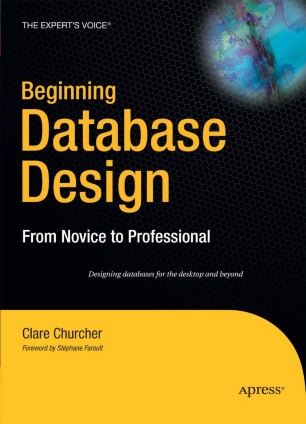 THE EXPERT'S VOICE®
Beginning
Database
Design
From Novice to Professional
Designing databases for the desktop and beyond
Clare Churcher
Foreword by Stéphane Faroult
Apress®